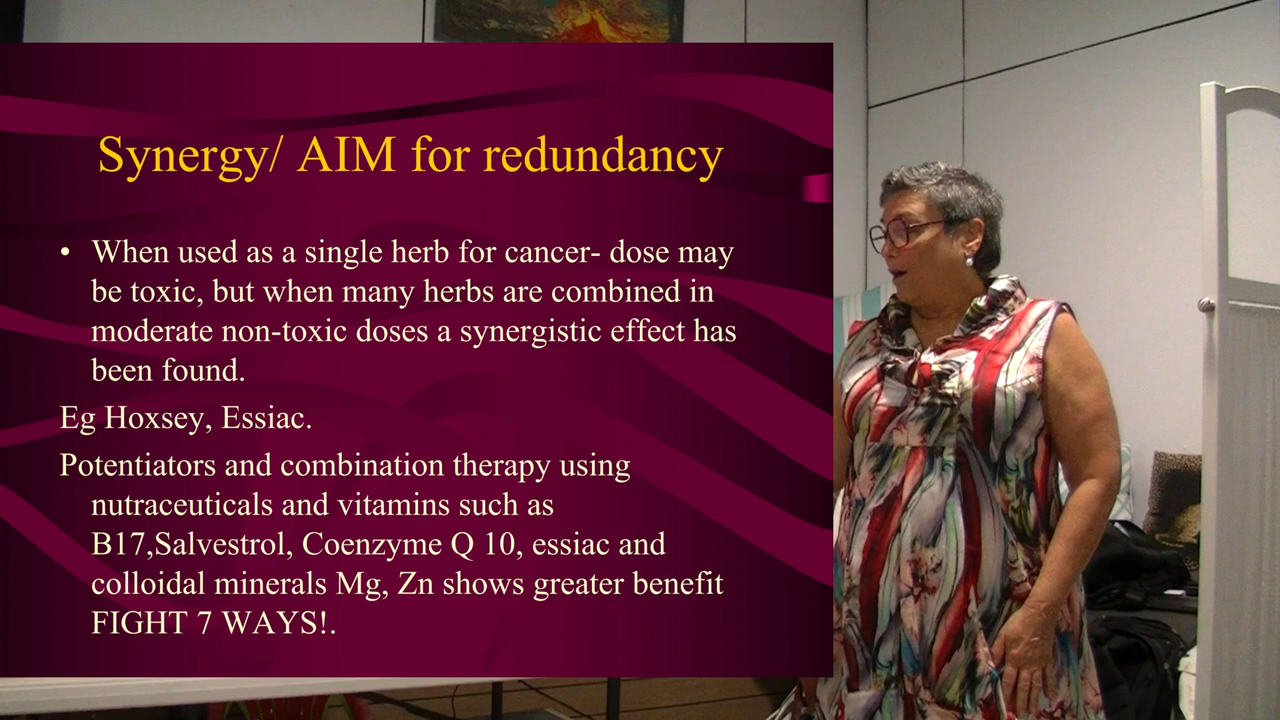 Synergy/ AIM for redundancy
• When used as a single herb for cancer- dose may
be toxic, but when many herbs are combined in
moderate non-toxic doses a synergistic effect has
been found.
Eg Hoxsey, Essiac.
Potentiators and combination therapy using
nutraceuticals and vitamins such as
B17,Salvestrol, Coenzyme Q 10, essiac and
colloidal minerals Mg, Zn shows greater benefit
FIGHT 7 WAYS!.